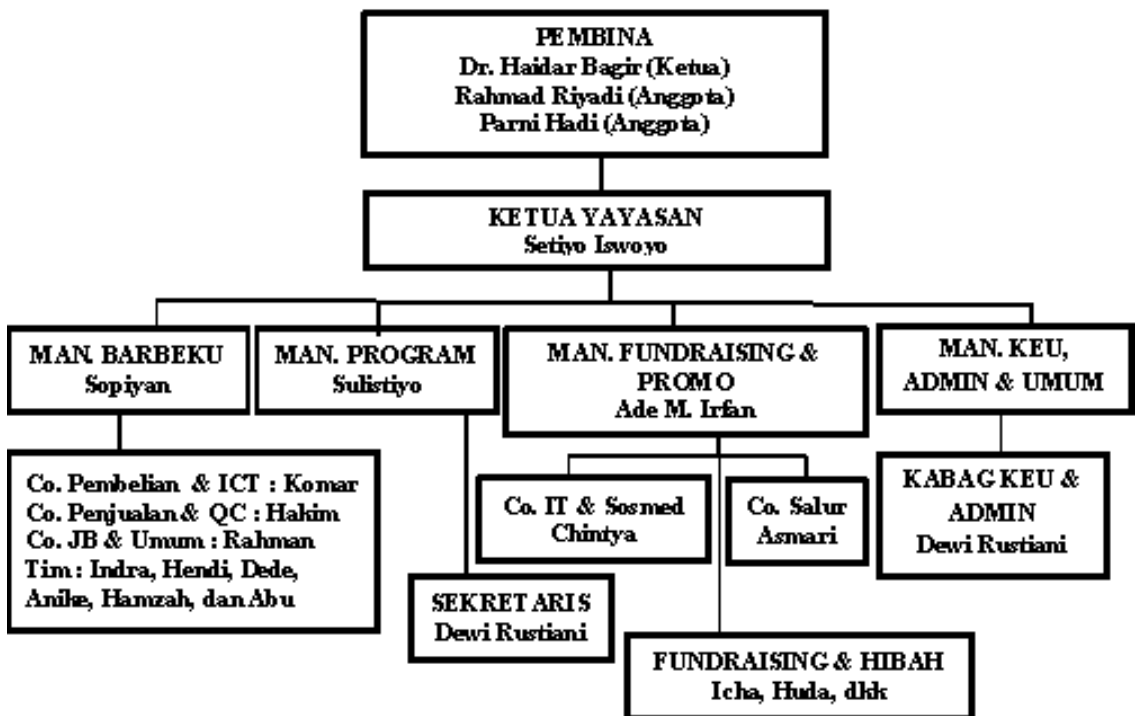 PEMBINA
Dr. Haidar Bagir (Ketua)
Rahmad Riyadi (Anggota)
Parni Hadi (Anggota)
KETUA YAYASAN
Setiyo Iswoyo
MAN. BARBEKU
Sopiyan
MAN. PROGRAM
Sulistiyo
MAN. FUNDRAISING &
PROMO
Ade M. Irfan
MAN. KEU,
ADMIN & UMUM
Co. Pembelian & ICT : Komar
Co. Penjualan & QC : Hakim
Co. JB & Umum : Rahman
Tim : Indra, Hendi, Dede,
Anike, Hamzah, dan Abu
Co. IT & Sosmed
Chintya
Co. Salur
Asmari
KABAG KEU &
ADMIN
Dewi Rustiani
SEKRETARIS
Dewi Rustiani
FUNDRAISING & HIBAH
Icha, Huda, dkk